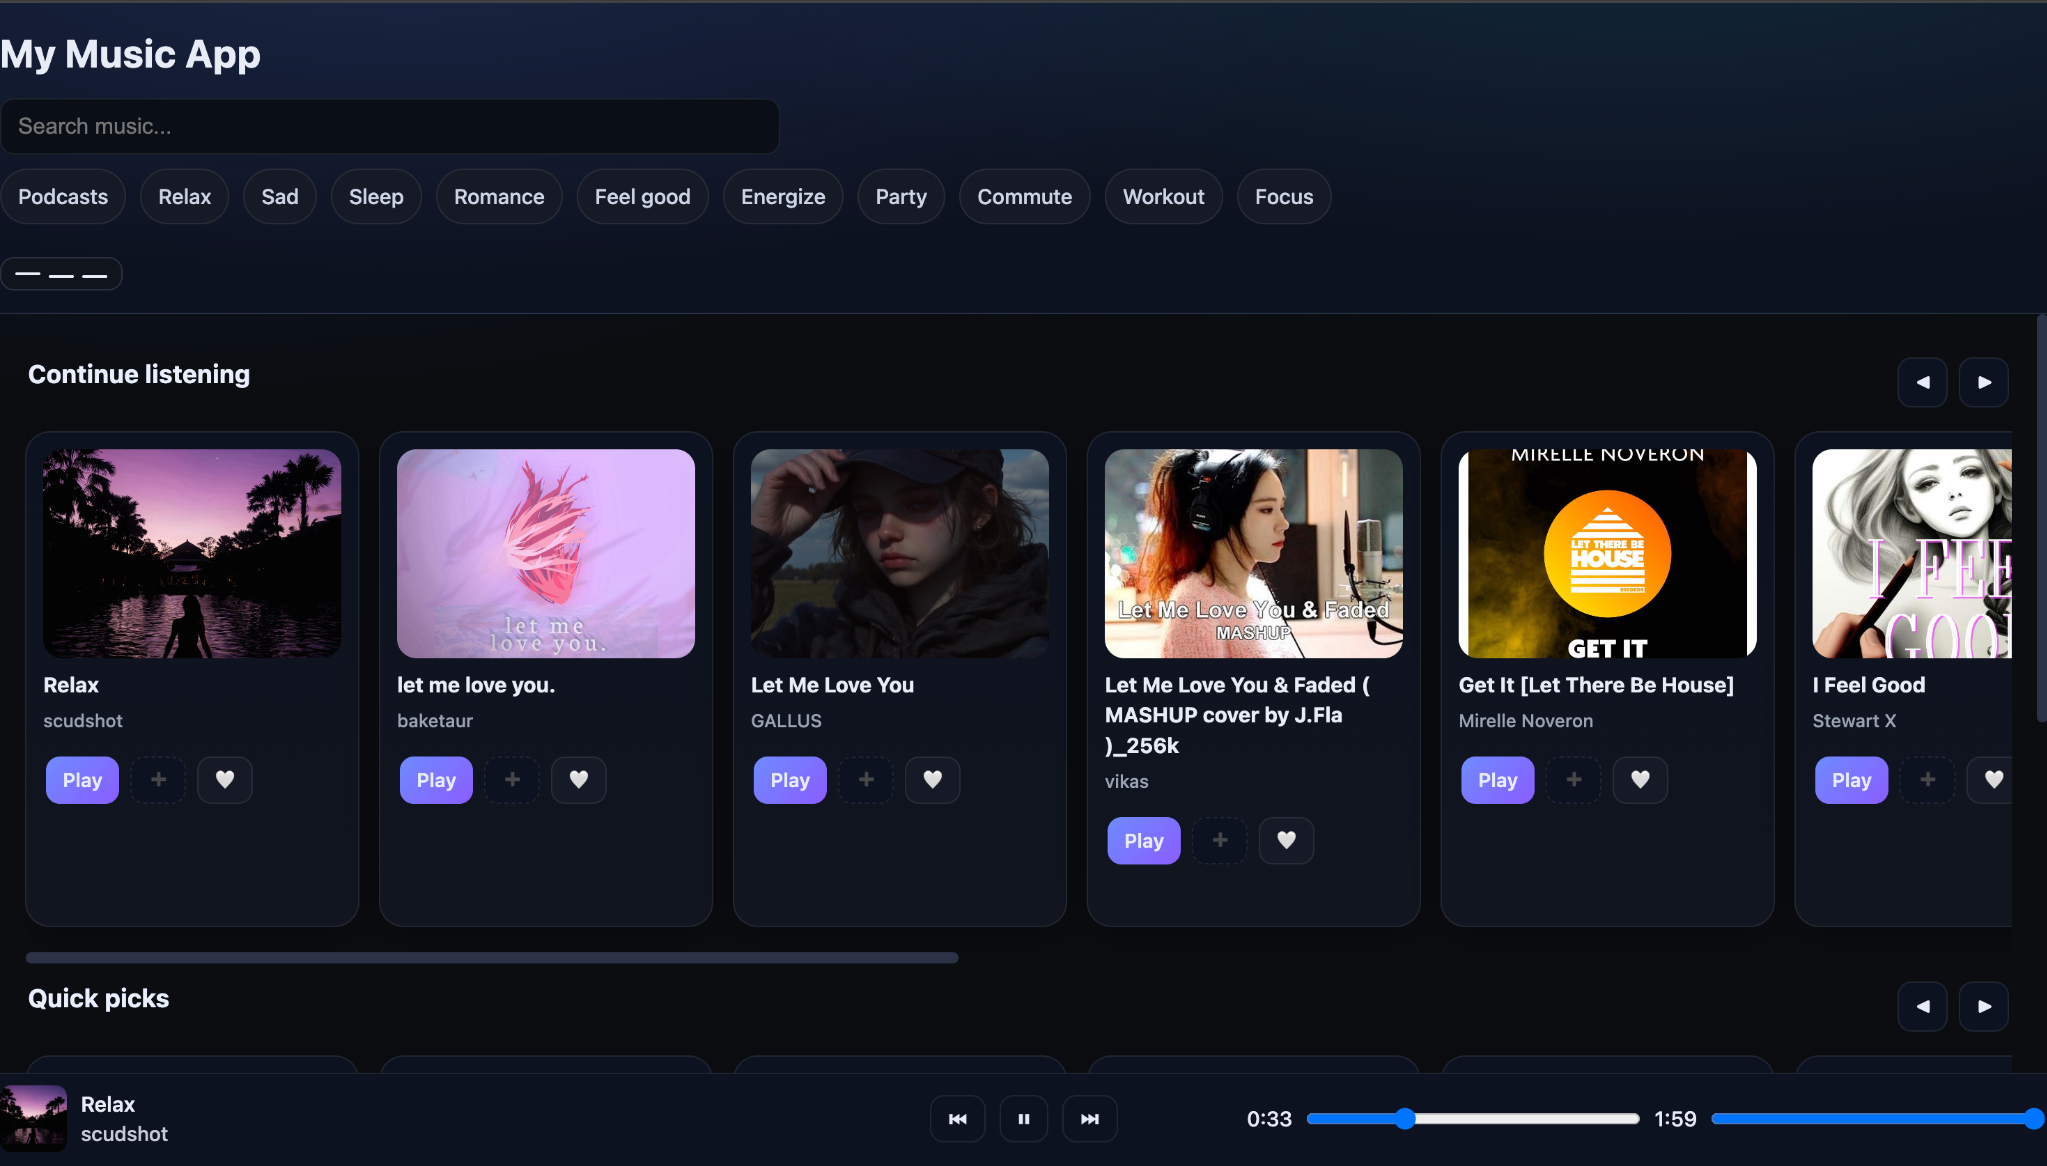 My Music App
Search music...
Podcasts Relax Sad Sleep Romance Feel good Energize Party Commute Workout Focus
Continue listening
let me
love you.
Let Me Love You & Faded
MASHUP
MIRELLE NOVERON
LET THERE BE
HOUSE
RECORDS
GET IT
I FEE
GOO
Relax
scudshot
Play
let me love you.
baketaur
Play
Let Me Love You
GALLUS
Play
Let Me Love You & Faded (
MASHUP cover by J.Fla
)_256k
vikas
Play
Get It [Let There Be House]
Mirelle Noveron
Play
I Feel Good
Stewart X
Play
Quick picks
Relax
scudshot
0:33 1:59